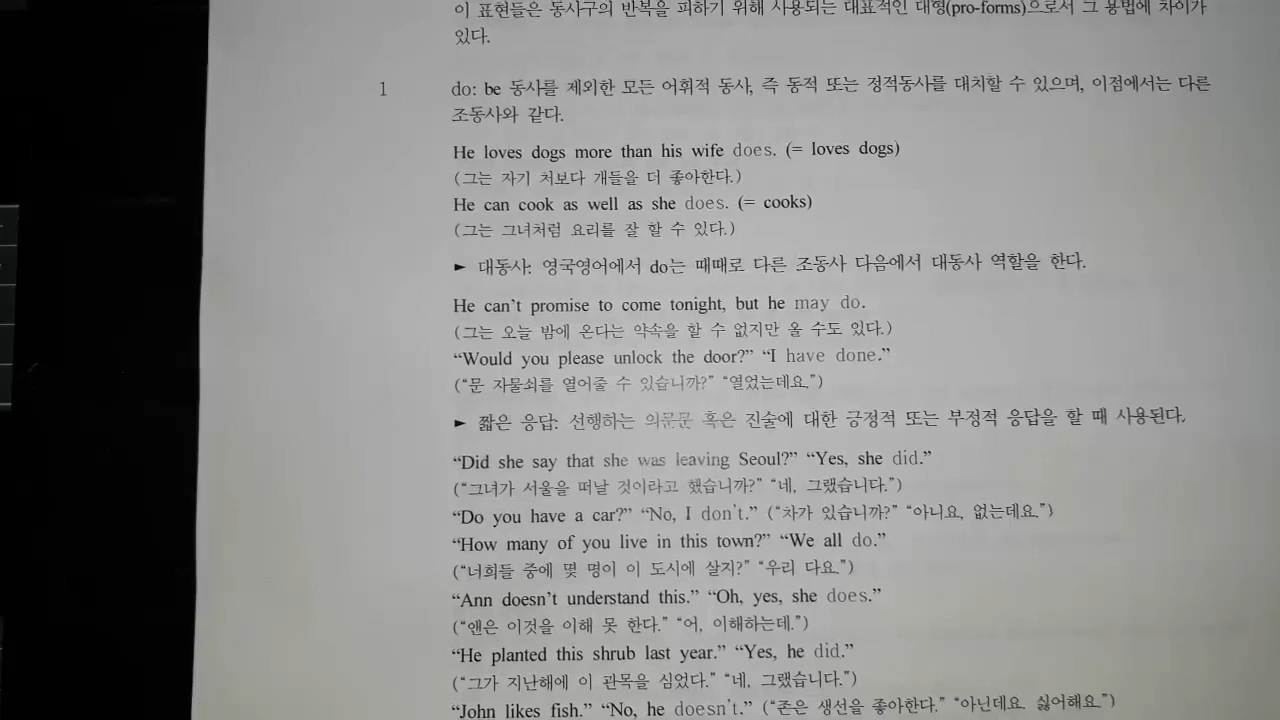 이 표현들은 동사구의 반복을 피하기 위해 사용되는 대표적인 대형(pro-forms)으로서 그 용법에 차이가
있다.
1 do: be 동사를 제외한 모든 어휘적 동사, 즉 동적 또는 정적동사를 대치할 수 있으며, 이점에서는 다른
조동사와 같다.
He loves dogs more than his wife does. (= loves dogs)
(그는 자기 처보다 개들을 더 좋아한다.)
He can cook as well as she does. (= cooks)
(그는 그녀처럼 요리를 잘 할 수 있다.)
► 대동사: 영국영어에서 do는 때때로 다른 조동사 다음에서 대동사 역할을 한다.
He can't promise to come tonight, but he may do.
(그는 오늘 밤에 온다는 약속을 할 수 없지만 올 수도 있다.)
“Would you please unlock the door?” “I have done.”
(“문 자물쇠를 열어줄 수 있습니까?” “열었는데요.”)
► 짧은 응답: 선행하는 의문문 혹은 진술에 대한 긍정적 또는 부정적 응답을 할 때 사용된다.
“Did she say that she was leaving Seoul?” “Yes, she did.”
(“그녀가 서울을 떠날 것이라고 했습니까?” “네, 그랬습니다.”)
“Do you have a car?” “No, I don't.” (“차가 있습니까?” “아니요, 없는데요.”)
“How many of you live in this town?” “We all do.”
(“너희들 중에 몇 명이 이 도시에 살지?” “우리 다요.”)
“Ann doesn't understand this.” “Oh, yes, she does.”
(“앤은 이것을 이해 못 한다.” “어, 이해하는데.”)
“He planted this shrub last year.” “Yes, he did.”
(“그가 지난해에 이 관목을 심었다.” “네, 그랬습니다.”)
“John likes fish.” “No, he doesn't.” (“존은 생선을 좋아한다.” “아닌데요. 싫어해요.”)